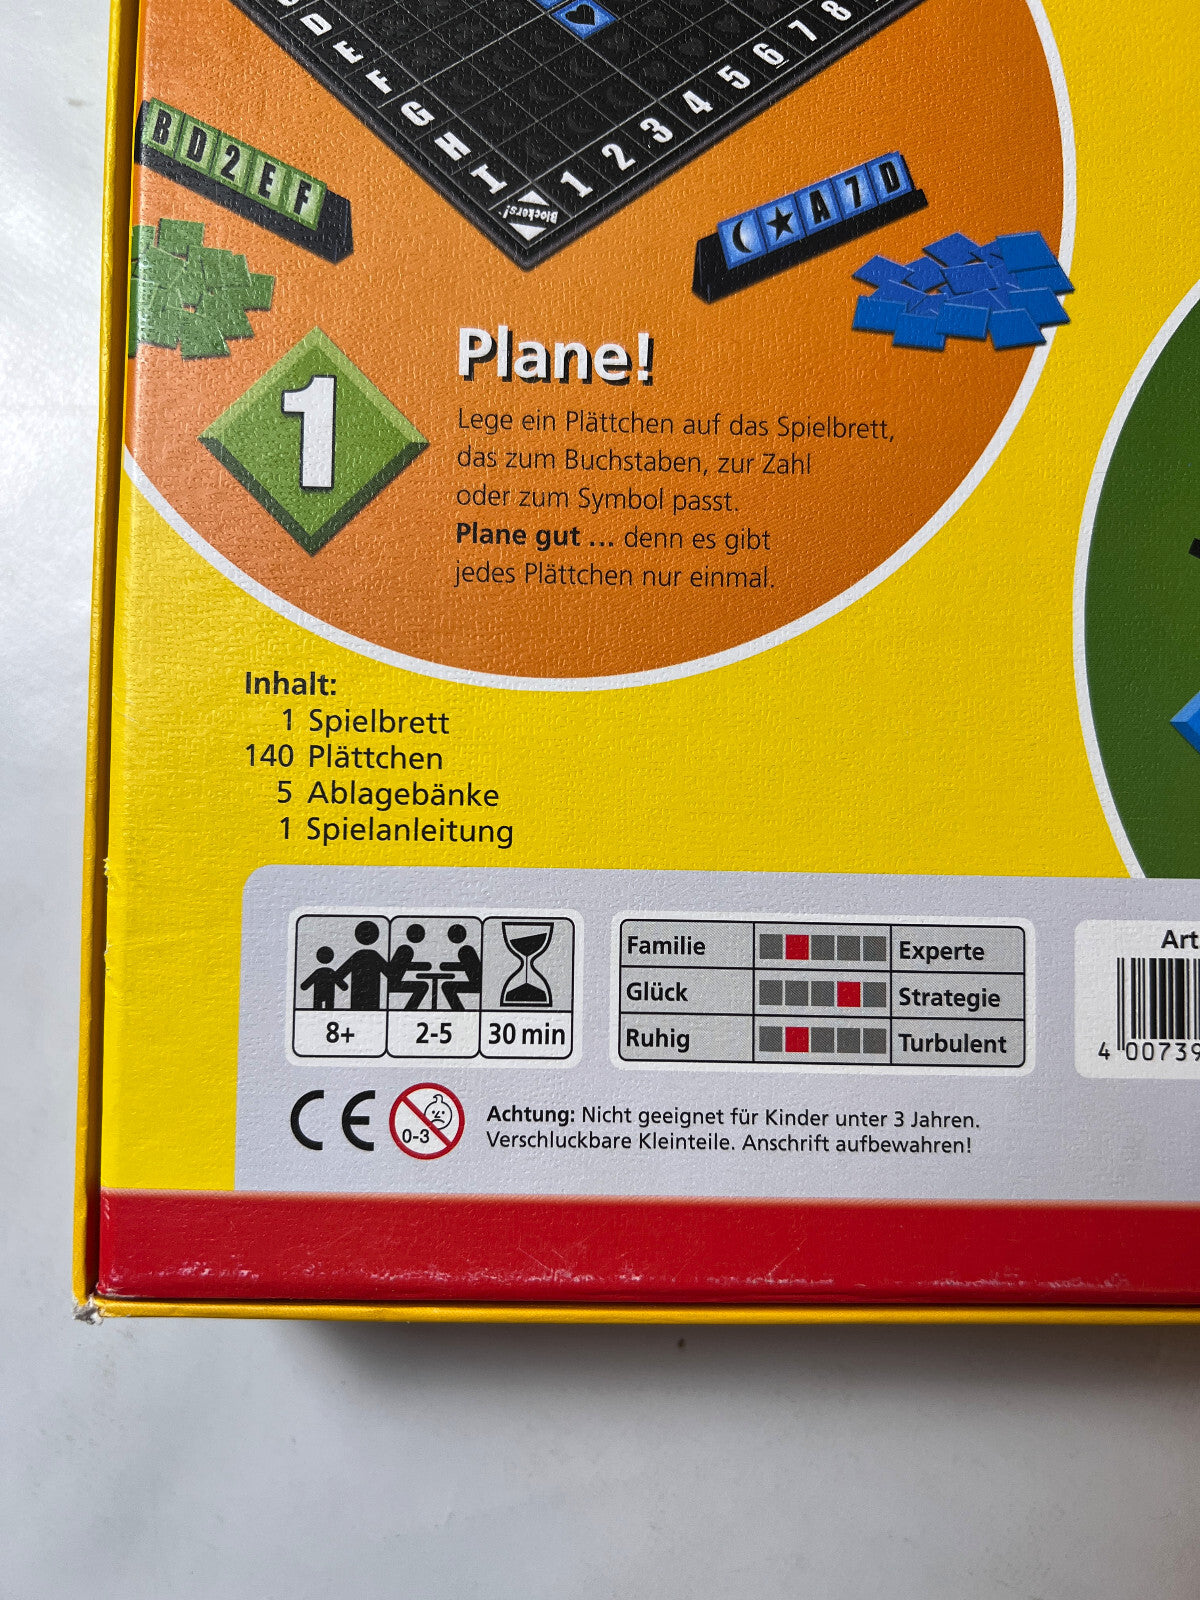 D E F G H I
1 2 3 4 5 6 7 8
Blockers!
B D 2 E F
A 7 D
1
Plane!
Lege ein Plättchen auf das Spielbrett,
das zum Buchstaben, zur Zahl
oder zum Symbol passt.
Plane gut ... denn es gibt
jedes Plättchen nur einmal.
Inhalt:
1 Spielbrett
140 Plättchen
5 Ablagebänke
1 Spielanleitung
8+ 2-5 30 min
Familie Experte
Glück Strategie
Ruhig Turbulent
Art
4 00739
CE 0-3
Achtung: Nicht geeignet für Kinder unter 3 Jahren.
Verschluckbare Kleinteile. Anschrift aufbewahren!